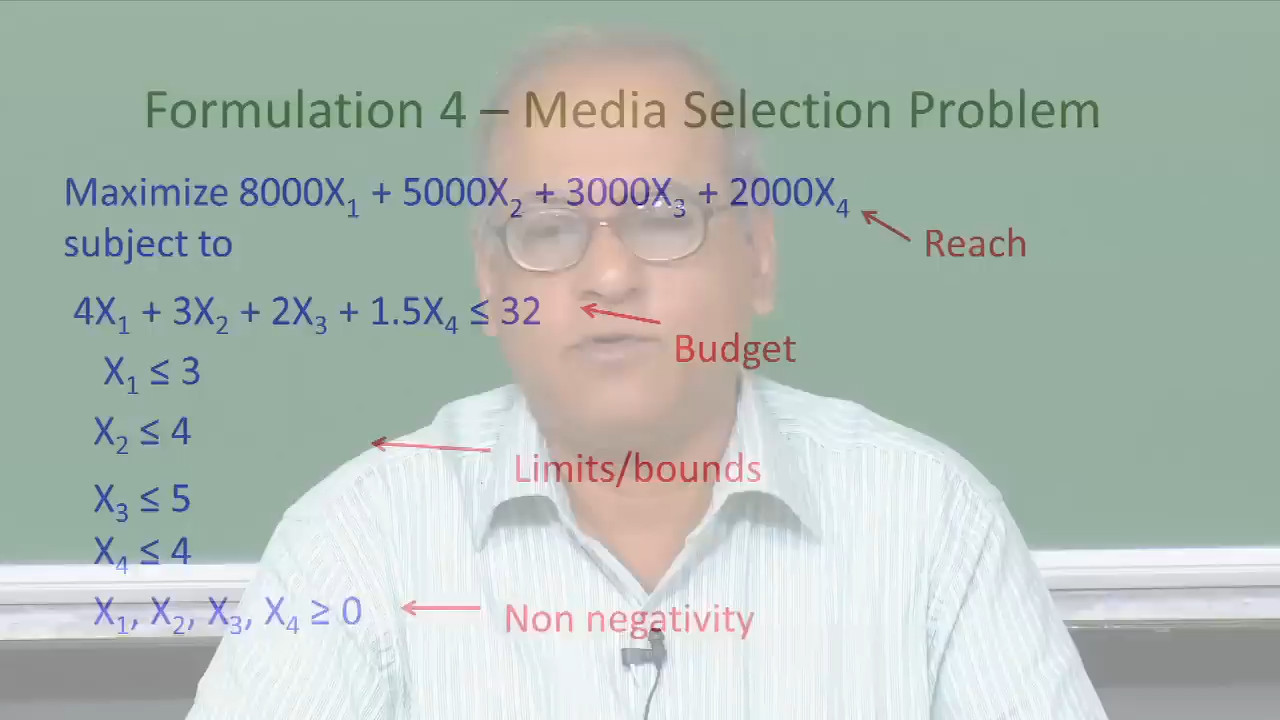 Formulation 4 – Media Selection Problem
Maximize 8000X₁ + 5000X₂ + 3000X₃ + 2000X₄
subject to
Reach
4X₁ + 3X₂ + 2X₃ + 1.5X₄ ≤ 32
Budget
X₁ ≤ 3
X₂ ≤ 4
Limits/bounds
X₃ ≤ 5
X₄ ≤ 4
X₁, X₂, X₃, X₄ ≥ 0
Non negativity